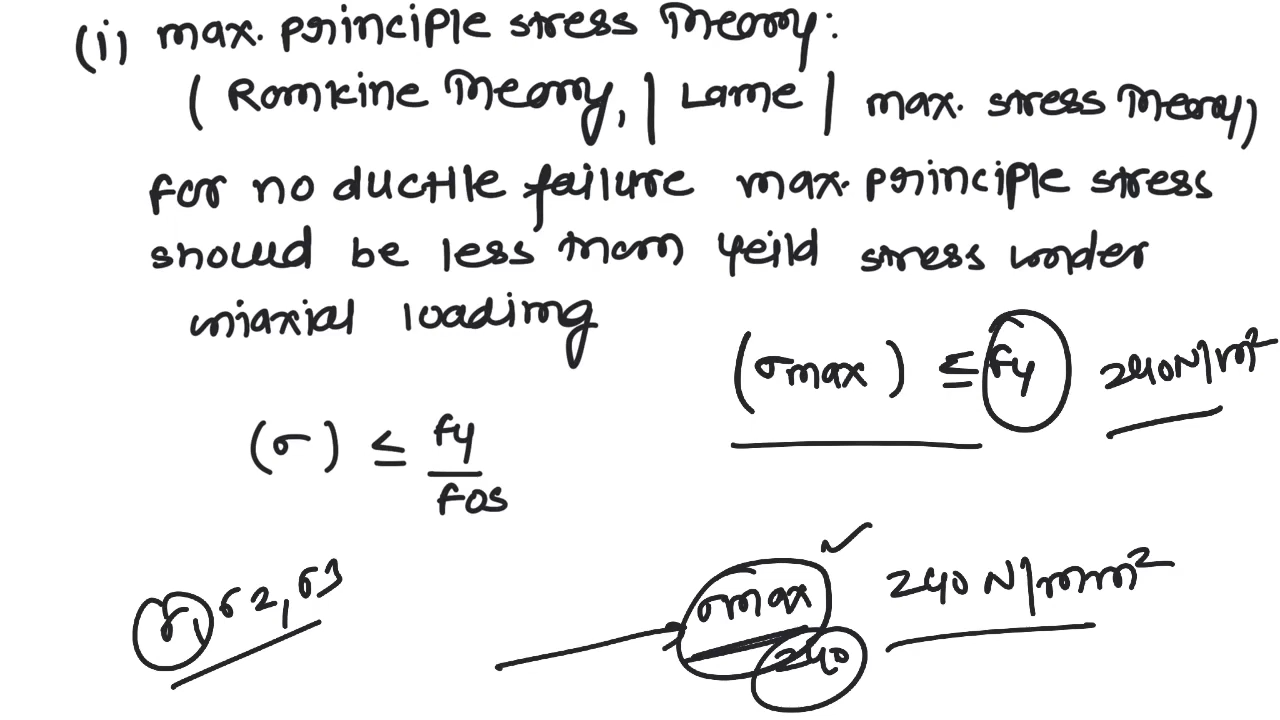 (i) max. principle stress Theory:
( Romkine Theory, | Lame | max. stress Theory)
for no ductile failure max. principle stress
should be less than yeild stress under
uniaxial loading
(σmax) ≤ fy 240N/m²
(σ) ≤ fy
fos
σ1 σ2, σ3
σmax 240 N/mm²
240